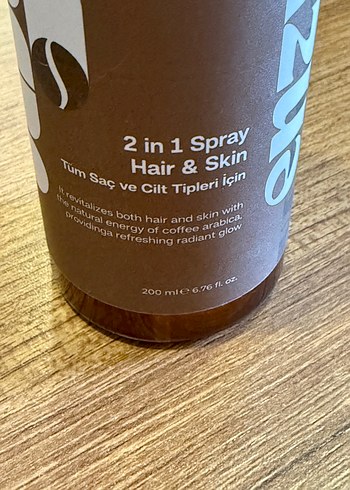 2 in 1 Spray
Hair & Skin
Tüm Saç ve Cilt Tipleri İçin
It revitalizes both hair and skin with
the natural energy of coffee arabica,
providinga refreshing radiant glow
200 ml ℮ 6.76 fl. oz.